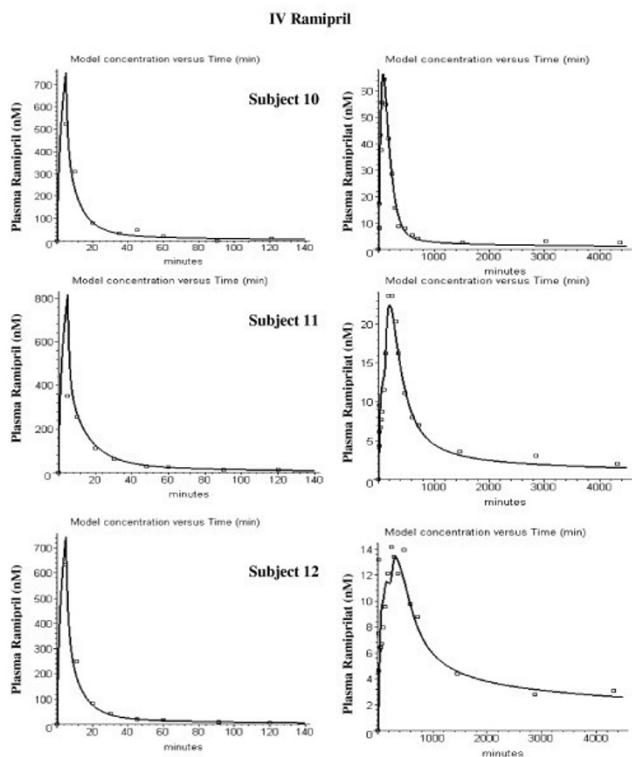 IV Ramipril
Model concentration versus Time (min)
Model concentration versus Time (min)
Subject 10
Plasma Ramipril (nM)
700
600
500
400
300
200
100
0
0 20 40 60 80 100 120 140
minutes
Plasma Ramiprilat (nM)
60
50
40
30
20
10
0
0 1000 2000 3000 4000
minutes
Model concentration versus Time (min)
Model concentration versus Time (min)
Subject 11
Plasma Ramipril (nM)
800
600
400
200
0
0 20 40 60 80 100 120 140
minutes
Plasma Ramiprilat (nM)
20
15
10
5
0
1000 2000 3000 4000
minutes
Model concentration versus Time (min)
Model concentration versus Time (min)
Subject 12
Plasma Ramipril (nM)
700
600
500
400
300
200
100
0
0 20 40 60 80 100 120 140
minutes
Plasma Ramiprilat (nM)
14
12
10
8
6
4
2
0
0 1000 2000 3000 4000
minutes